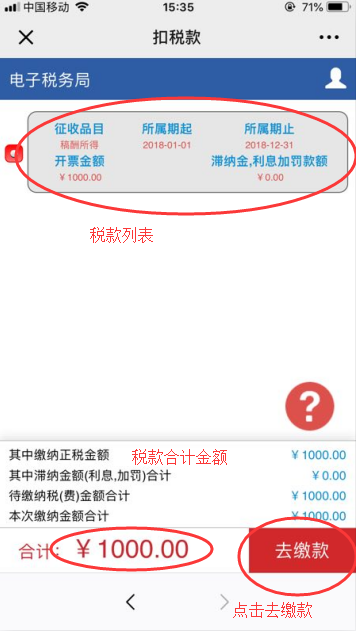 中国移动 15:35 71%
扣税款
电子税务局
征收品目 所属期起 所属期止
稿酬所得 2018-01-01 2018-12-31
开票金额 滞纳金,利息加罚款额
¥1000.00 ¥0.00
税款列表
?
其中缴纳正税金额 ¥1000.00
税款合计金额
其中滞纳金额(利息,加罚)合计 ¥0.00
待缴纳税(费)金额合计 ¥1000.00
本次缴纳金额合计 ¥1000.00
合计: ¥1000.00 去缴款
点击去缴款